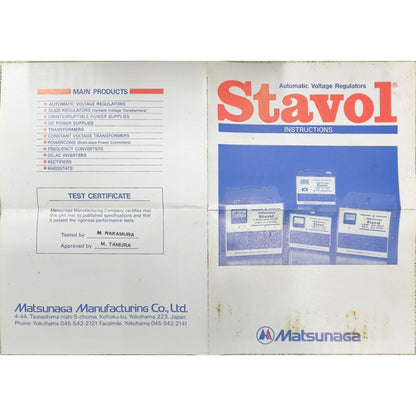 MAIN PRODUCTS
AUTOMATIC VOLTAGE REGULATORS
SLIDE REGULATORS (Variable Voltage Transformers)
UNINTERRUPTIBLE POWER SUPPLIES
DC POWER SUPPLIES
TRANSFORMERS
CONSTANT VOLTAGE TRANSFORMERS
POWERCONS (Solid-state Power Controllers)
FREQUENCY CONVERTERS
DC-AC INVERTERS
RECTIFIERS
RHEOSTATS
TEST CERTIFICATE
Matsunaga Manufacturing Company certifies that
this unit met its published specifications and that
it passed the rigorous performance tests.
Tested by M. NAKAMURA
Approved by M. TAMURA
Matsunaga Manufacturing Co., Ltd.
4-44, Tsunashima-nishi 5-chome, Kohoku-ku, Yokohama 223, Japan.
Phone: Yokohama 045-542-2121 Facsimile: Yokohama 045-542-2141
Automatic Voltage Regulators
Stavol®
INSTRUCTIONS
Stavol
Stavol
Stavol
Stavol
Matsunaga